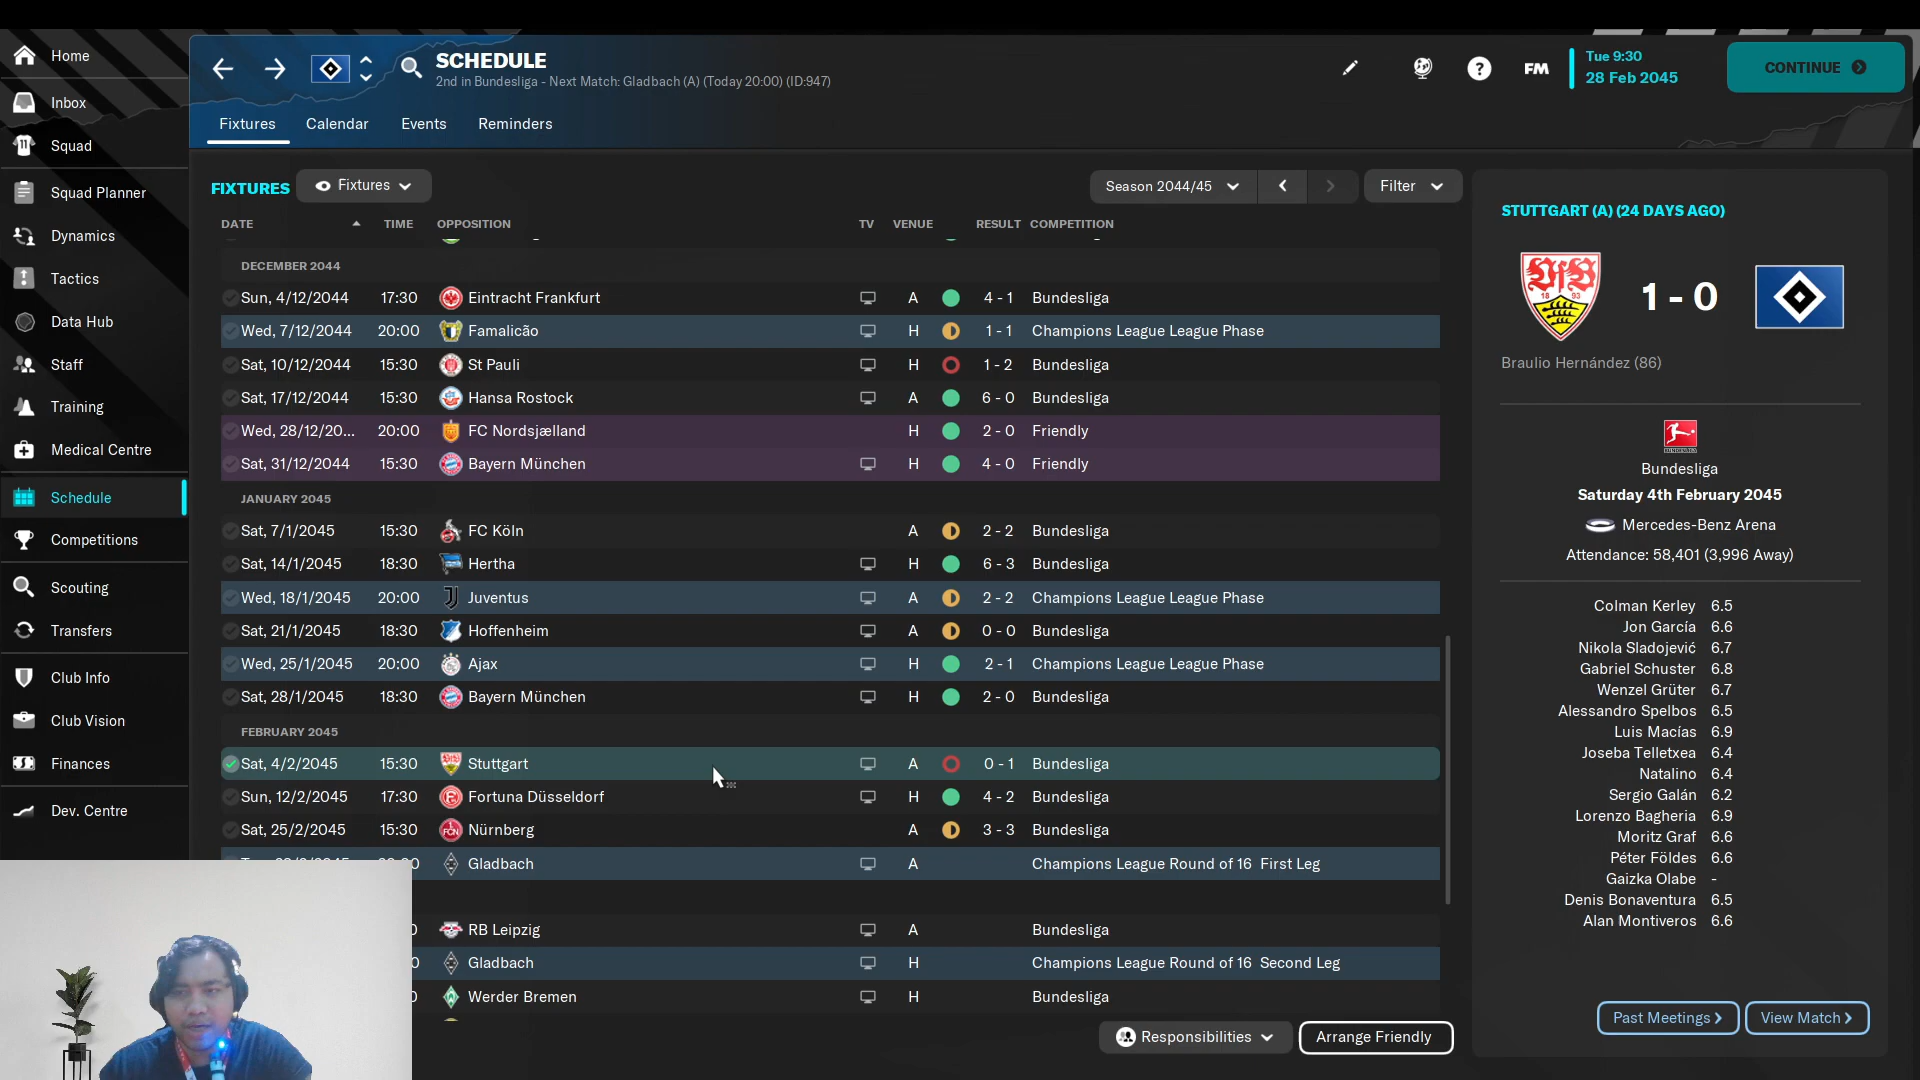 Home
Inbox
Squad
Squad Planner
Dynamics
Tactics
Data Hub
Staff
Training
Medical Centre
Schedule
Competitions
Scouting
Transfers
Club Info
Club Vision
Finances
Dev. Centre
SCHEDULE
2nd in Bundesliga - Next Match: Gladbach (A) (Today 20:00) (ID:947)
FM
Tue 9:30
28 Feb 2045
CONTINUE
Fixtures Calendar Events Reminders
FIXTURES Fixtures Season 2044/45 Filter
DATE TIME OPPOSITION TV VENUE RESULT COMPETITION
DECEMBER 2044
Sun, 4/12/2044 17:30 Eintracht Frankfurt A 4 - 1 Bundesliga
Wed, 7/12/2044 20:00 Famalicão H 1 - 1 Champions League League Phase
Sat, 10/12/2044 15:30 St Pauli H 1 - 2 Bundesliga
Sat, 17/12/2044 15:30 Hansa Rostock A 6 - 0 Bundesliga
Wed, 28/12/20... 20:00 FC Nordsjælland H 2 - 0 Friendly
Sat, 31/12/2044 15:30 Bayern München H 4 - 0 Friendly
JANUARY 2045
Sat, 7/1/2045 15:30 FC Köln A 2 - 2 Bundesliga
Sat, 14/1/2045 18:30 Hertha H 6 - 3 Bundesliga
Wed, 18/1/2045 20:00 Juventus A 2 - 2 Champions League League Phase
Sat, 21/1/2045 18:30 Hoffenheim A 0 - 0 Bundesliga
Wed, 25/1/2045 20:00 Ajax H 2 - 1 Champions League League Phase
Sat, 28/1/2045 18:30 Bayern München H 2 - 0 Bundesliga
FEBRUARY 2045
Sat, 4/2/2045 15:30 Stuttgart A 0 - 1 Bundesliga
Sun, 12/2/2045 17:30 Fortuna Düsseldorf H 4 - 2 Bundesliga
Sat, 25/2/2045 15:30 Nürnberg A 3 - 3 Bundesliga
Gladbach A Champions League Round of 16 First Leg
RB Leipzig A Bundesliga
Gladbach H Champions League Round of 16 Second Leg
Werder Bremen H Bundesliga
Responsibilities Arrange Friendly
STUTTGART (A) (24 DAYS AGO)
1 - 0
Braulio Hernández (86)
Bundesliga
Saturday 4th February 2045
Mercedes-Benz Arena
Attendance: 58,401 (3,996 Away)
Colman Kerley 6.5
Jon García 6.6
Nikola Sladojević 6.7
Gabriel Schuster 6.8
Wenzel Grüter 6.7
Alessandro Spelbos 6.5
Luis Macías 6.9
Joseba Telletxea 6.4
Natalino 6.4
Sergio Galán 6.2
Lorenzo Bagheria 6.9
Moritz Graf 6.6
Péter Földes 6.6
Gaizka Olabe -
Denis Bonaventura 6.5
Alan Montiveros 6.6
Past Meetings View Match